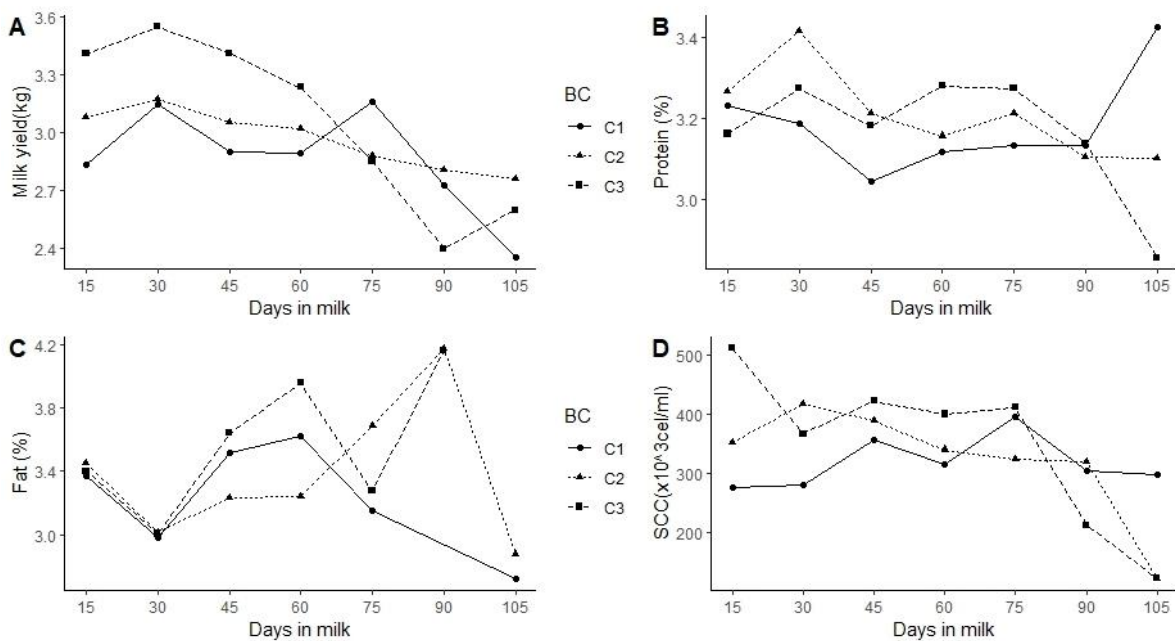 A
Milk yield(kg)
3.6
3.3
3.0
2.7
2.4
15 30 45 60 75 90 105
Days in milk
BC
C1
C2
C3
B
Protein (%)
3.4
3.2
3.0
15 30 45 60 75 90 105
Days in milk
C
Fat (%)
4.2
3.8
3.4
3.0
15 30 45 60 75 90 105
Days in milk
BC
C1
C2
C3
D
SCC(x10^3cel/ml)
500
400
300
200
15 30 45 60 75 90 105
Days in milk